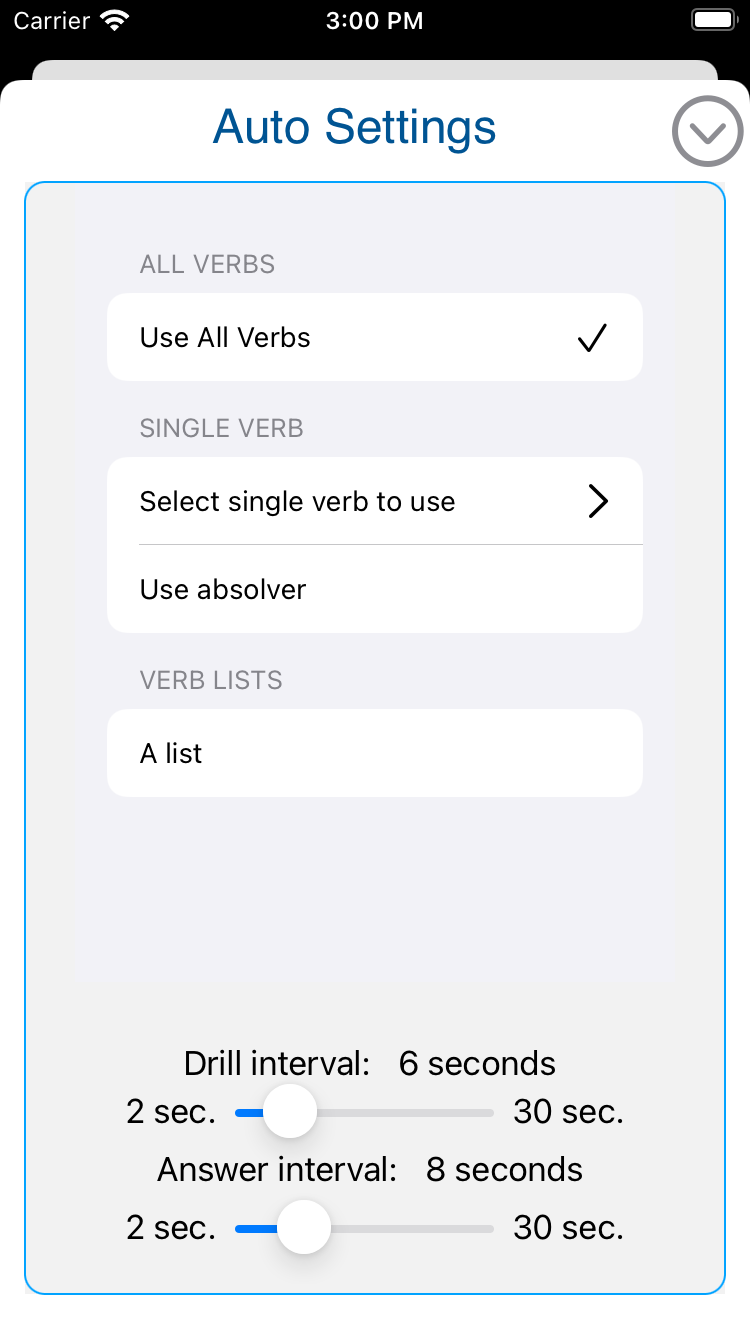 Carrier 3:00 PM
Auto Settings
ALL VERBS
Use All Verbs
SINGLE VERB
Select single verb to use
Use absolver
VERB LISTS
A list
Drill interval: 6 seconds
2 sec. 30 sec.
Answer interval: 8 seconds
2 sec. 30 sec.